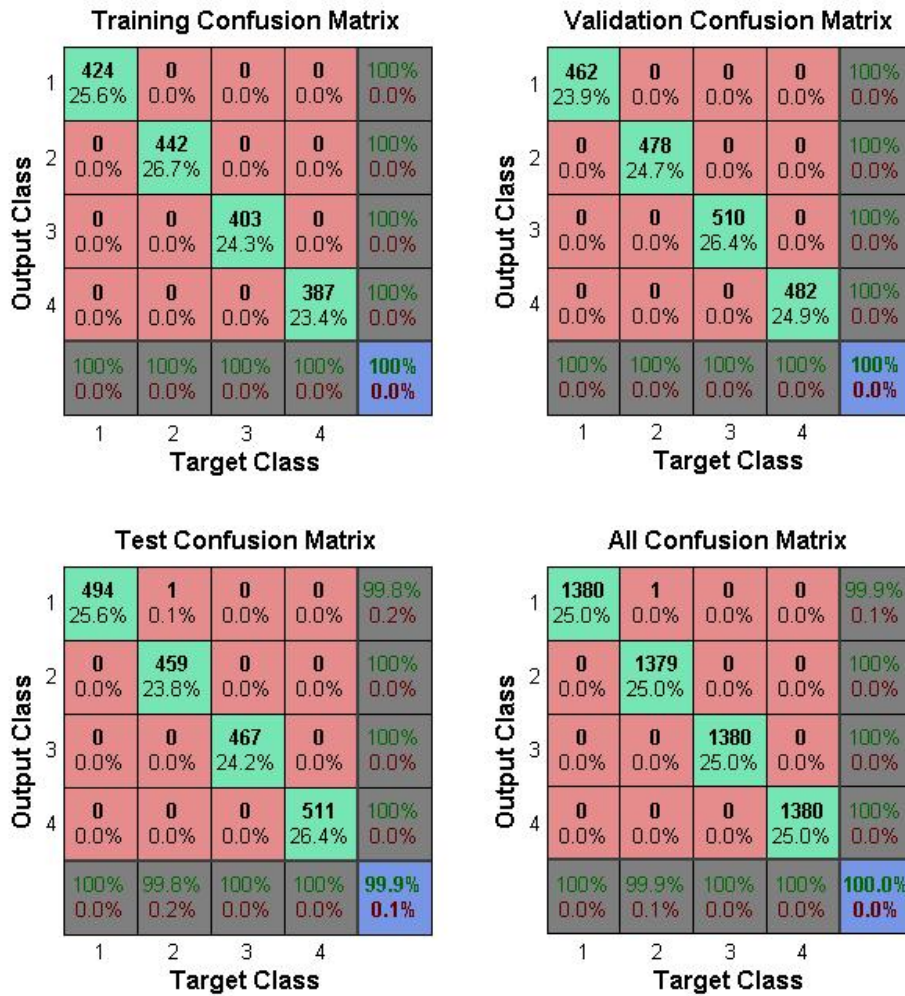 Training Confusion Matrix
Output Class
1
424 0 0 0 100%
25.6% 0.0% 0.0% 0.0% 0.0%
2
0 442 0 0 100%
0.0% 26.7% 0.0% 0.0% 0.0%
3
0 0 403 0 100%
0.0% 0.0% 24.3% 0.0% 0.0%
4
0 0 0 387 100%
0.0% 0.0% 0.0% 23.4% 0.0%
100% 100% 100% 100% 100%
0.0% 0.0% 0.0% 0.0% 0.0%
1 2 3 4
Target Class
Validation Confusion Matrix
Output Class
1
462 0 0 0 100%
23.9% 0.0% 0.0% 0.0% 0.0%
2
0 478 0 0 100%
0.0% 24.7% 0.0% 0.0% 0.0%
3
0 0 510 0 100%
0.0% 0.0% 26.4% 0.0% 0.0%
4
0 0 0 482 100%
0.0% 0.0% 0.0% 24.9% 0.0%
100% 100% 100% 100% 100%
0.0% 0.0% 0.0% 0.0% 0.0%
1 2 3 4
Target Class
Test Confusion Matrix
Output Class
1
494 1 0 0 99.8%
25.6% 0.1% 0.0% 0.0% 0.2%
2
0 459 0 0 100%
0.0% 23.8% 0.0% 0.0% 0.0%
3
0 0 467 0 100%
0.0% 0.0% 24.2% 0.0% 0.0%
4
0 0 0 511 100%
0.0% 0.0% 0.0% 26.4% 0.0%
100% 99.8% 100% 100% 99.9%
0.0% 0.2% 0.0% 0.0% 0.1%
1 2 3 4
Target Class
All Confusion Matrix
Output Class
1
1380 1 0 0 99.9%
25.0% 0.0% 0.0% 0.0% 0.1%
2
0 1379 0 0 100%
0.0% 25.0% 0.0% 0.0% 0.0%
3
0 0 1380 0 100%
0.0% 0.0% 25.0% 0.0% 0.0%
4
0 0 0 1380 100%
0.0% 0.0% 0.0% 25.0% 0.0%
100% 99.9% 100% 100% 100.0%
0.0% 0.1% 0.0% 0.0% 0.0%
1 2 3 4
Target Class